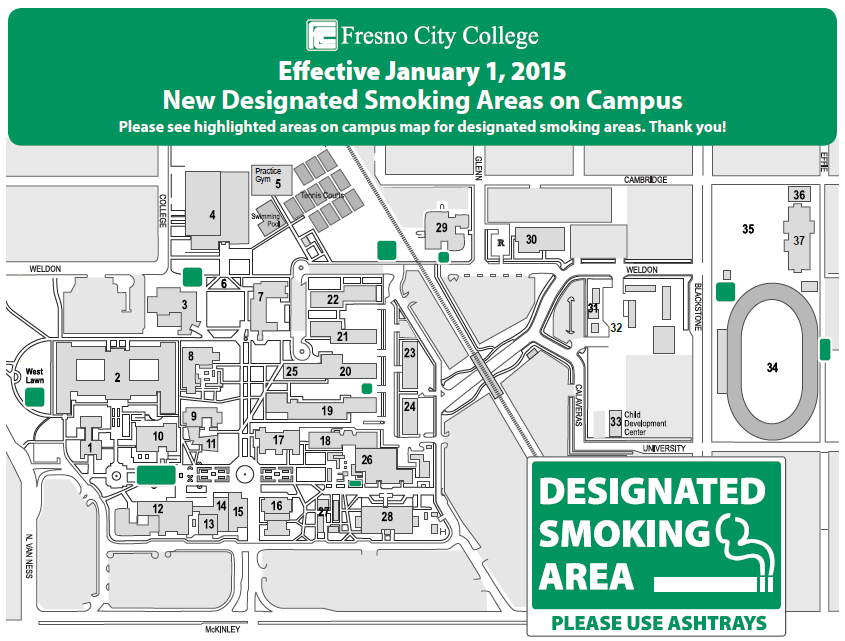 Fresno City College
Effective January 1, 2015
New Designated Smoking Areas on Campus
Please see highlighted areas on campus map for designated smoking areas. Thank you!
GLENN
EFFIE
CAMBRIDGE
Practice
Gym 5
Tennis Courts
36
COLLEGE
4
Swimming
Pool
29
35
R
30
37
WELDON
6
WELDON
3
7
22
31
BLACKSTONE
32
21
8
23
West
Lawn
2
25
20
34
CALAVERAS
19
24
9
33
Child
Development
Center
1
10
11
17
18
UNIVERSITY
26
12
14
15
16
27
28
13
N. VAN NESS
McKINLEY
DESIGNATED
SMOKING
AREA
PLEASE USE ASHTRAYS